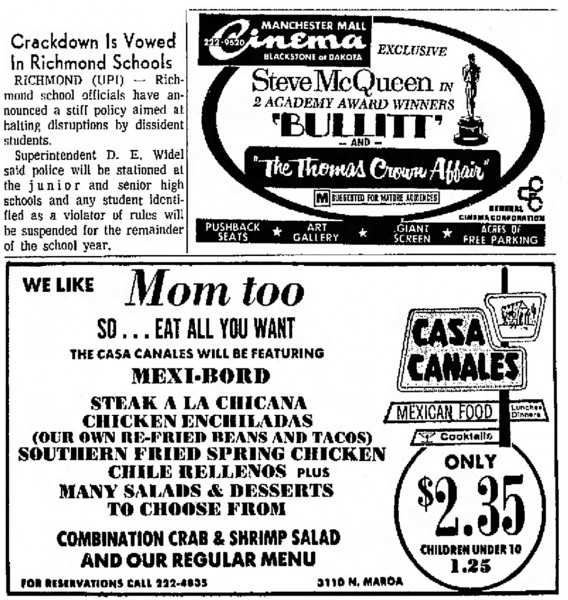 Crackdown Is Vowed
In Richmond Schools
RICHMOND (UPI) — Rich-
mond school officials have an-
nounced a stiff policy aimed at
halting disruptions by dissident
students.
Superintendent D. E. Widel
said police will be stationed at
the junior and senior high
schools and any student identi-
fied as a violator of rules will
be suspended for the remainder
of the school year.
MANCHESTER MALL
222-9520
Cinema
BLACKSTONE at DAKOTA
EXCLUSIVE
Steve McQueen IN
2 ACADEMY AWARD WINNERS
"BULLITT"
— AND —
"The Thomas Crown Affair"
M SUGGESTED FOR MATURE AUDIENCES
GENERAL
CINEMA CORPORATION
PUSHBACK SEATS ★ ART GALLERY ★ GIANT SCREEN ★ ACRES OF FREE PARKING
WE LIKE Mom too
SO . . . EAT ALL YOU WANT
THE CASA CANALES WILL BE FEATURING
MEXI-BORD
STEAK A LA CHICANA
CHICKEN ENCHILADAS
(OUR OWN RE-FRIED BEANS AND TACOS)
SOUTHERN FRIED SPRING CHICKEN
CHILE RELLENOS PLUS
MANY SALADS & DESSERTS
TO CHOOSE FROM
COMBINATION CRAB & SHRIMP SALAD
AND OUR REGULAR MENU
FOR RESERVATIONS CALL 222-4835
3110 N. MAROA
CASA
CANALES
MEXICAN FOOD
Lunches
Dinners
Cocktails
ONLY
$2.35
CHILDREN UNDER 10
1.25